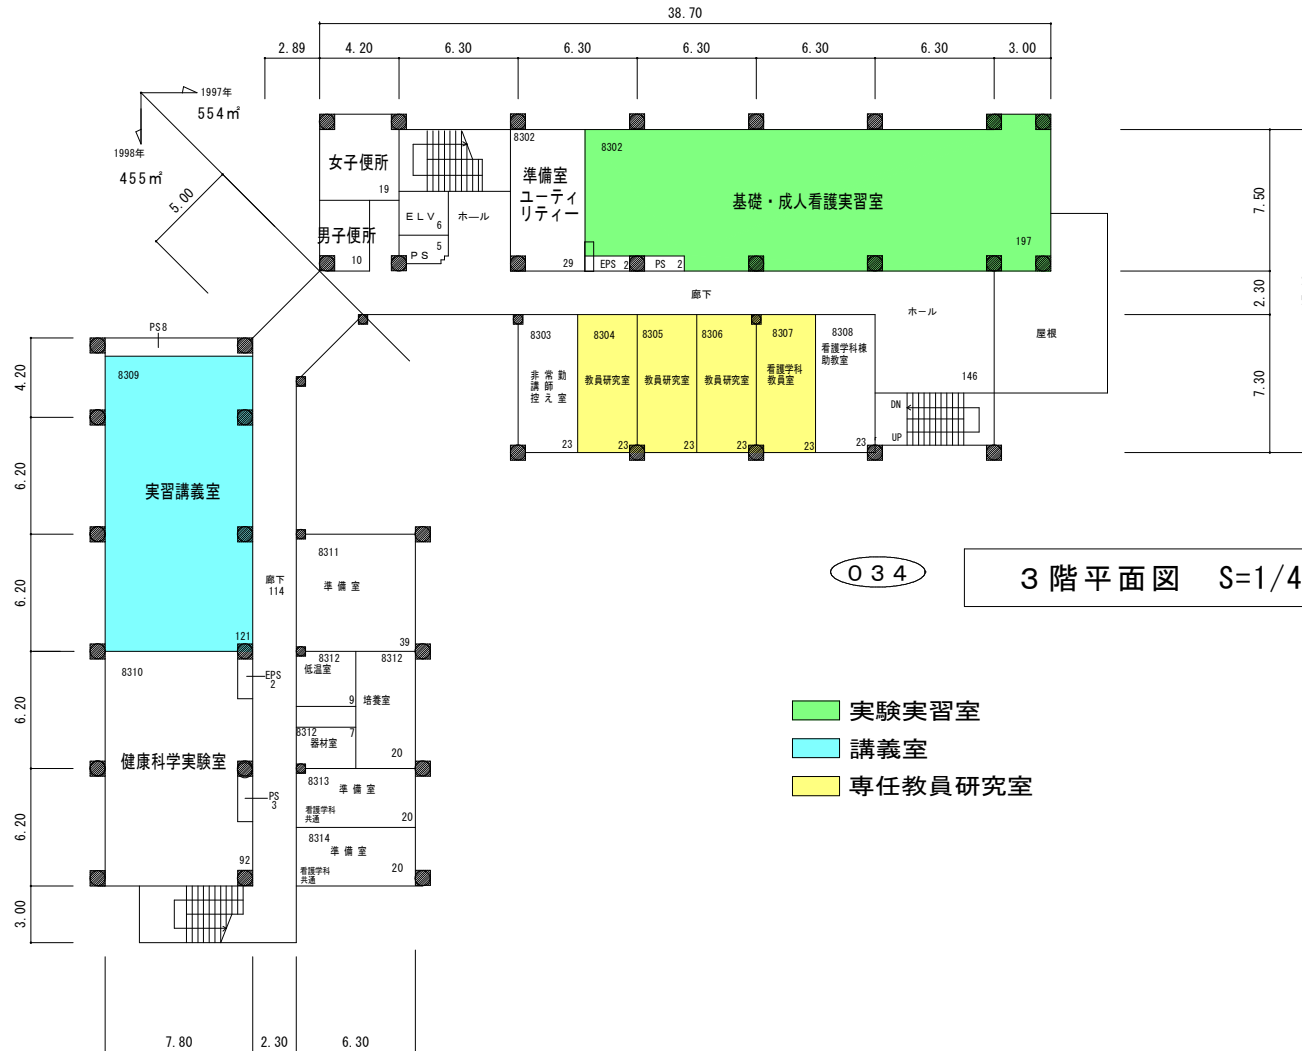 38.70
2.89
4.20
6.30
6.30
6.30
6.30
6.30
3.00
1997年
554㎡
1998年
455㎡
5.00
女子便所
19
男子便所
10
ELV
6
PS
5
ホール
8302
準備室
ユーティ
リティー
29
8302
基礎・成人看護実習室
197
EPS 2
PS 2
7.50
2.30
7.30
廊下
ホール
屋根
146
DN
UP
8303
非常勤
講師
控え室
23
8304
教員研究室
23
8305
教員研究室
23
8306
教員研究室
23
8307
看護学科
教員室
23
8308
看護学科棟
助教室
23
PS8
8309
実習講義室
121
4.20
6.20
6.20
6.20
6.20
3.00
廊下
114
8311
準備室
39
8310
健康科学実験室
92
EPS
2
PS
3
8312
低温室
9
8312
培養室
20
8312
器材室
7
8313
準備室
看護学科
共通
20
8314
準備室
看護学科
共通
20
7.80
2.30
6.30
034
3階平面図 S=1/4
実験実習室
講義室
専任教員研究室